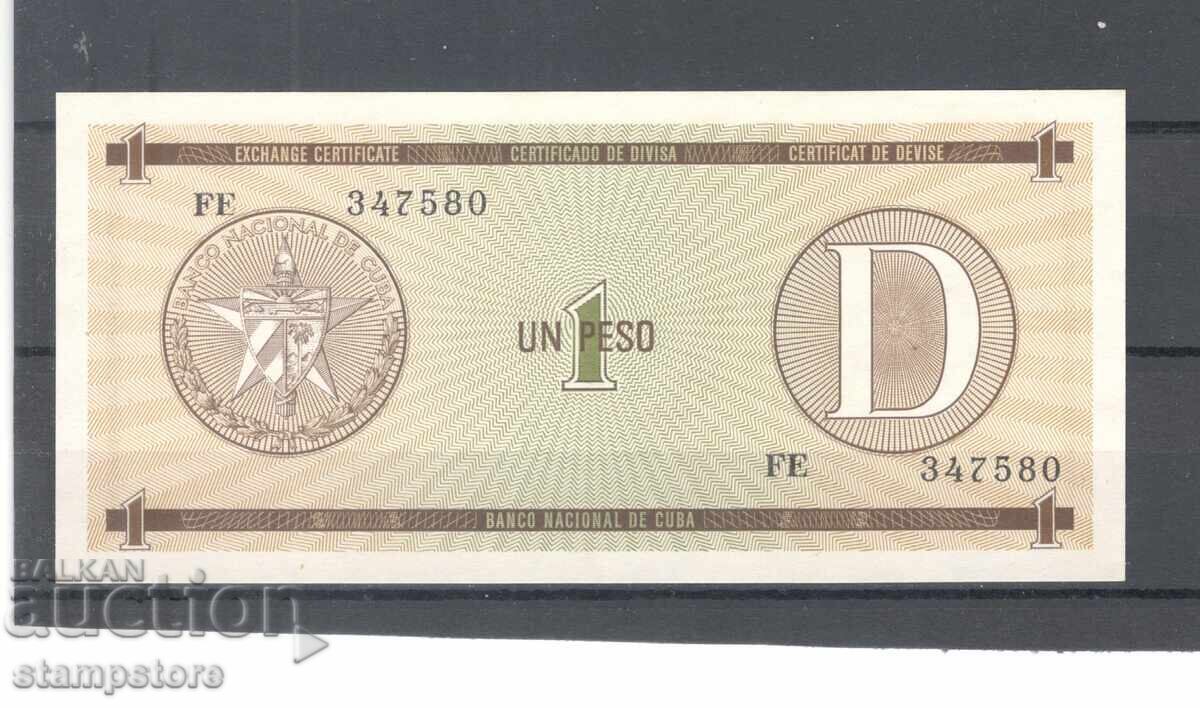 1 EXCHANGE CERTIFICATE CERTIFICADO DE DIVISA CERTIFICAT DE DEVISE 1
FE 347580
BANCO NACIONAL DE CUBA
D
UN PESO
1
FE 347580
1 BANCO NACIONAL DE CUBA 1
BALKAN
auction
stampstore